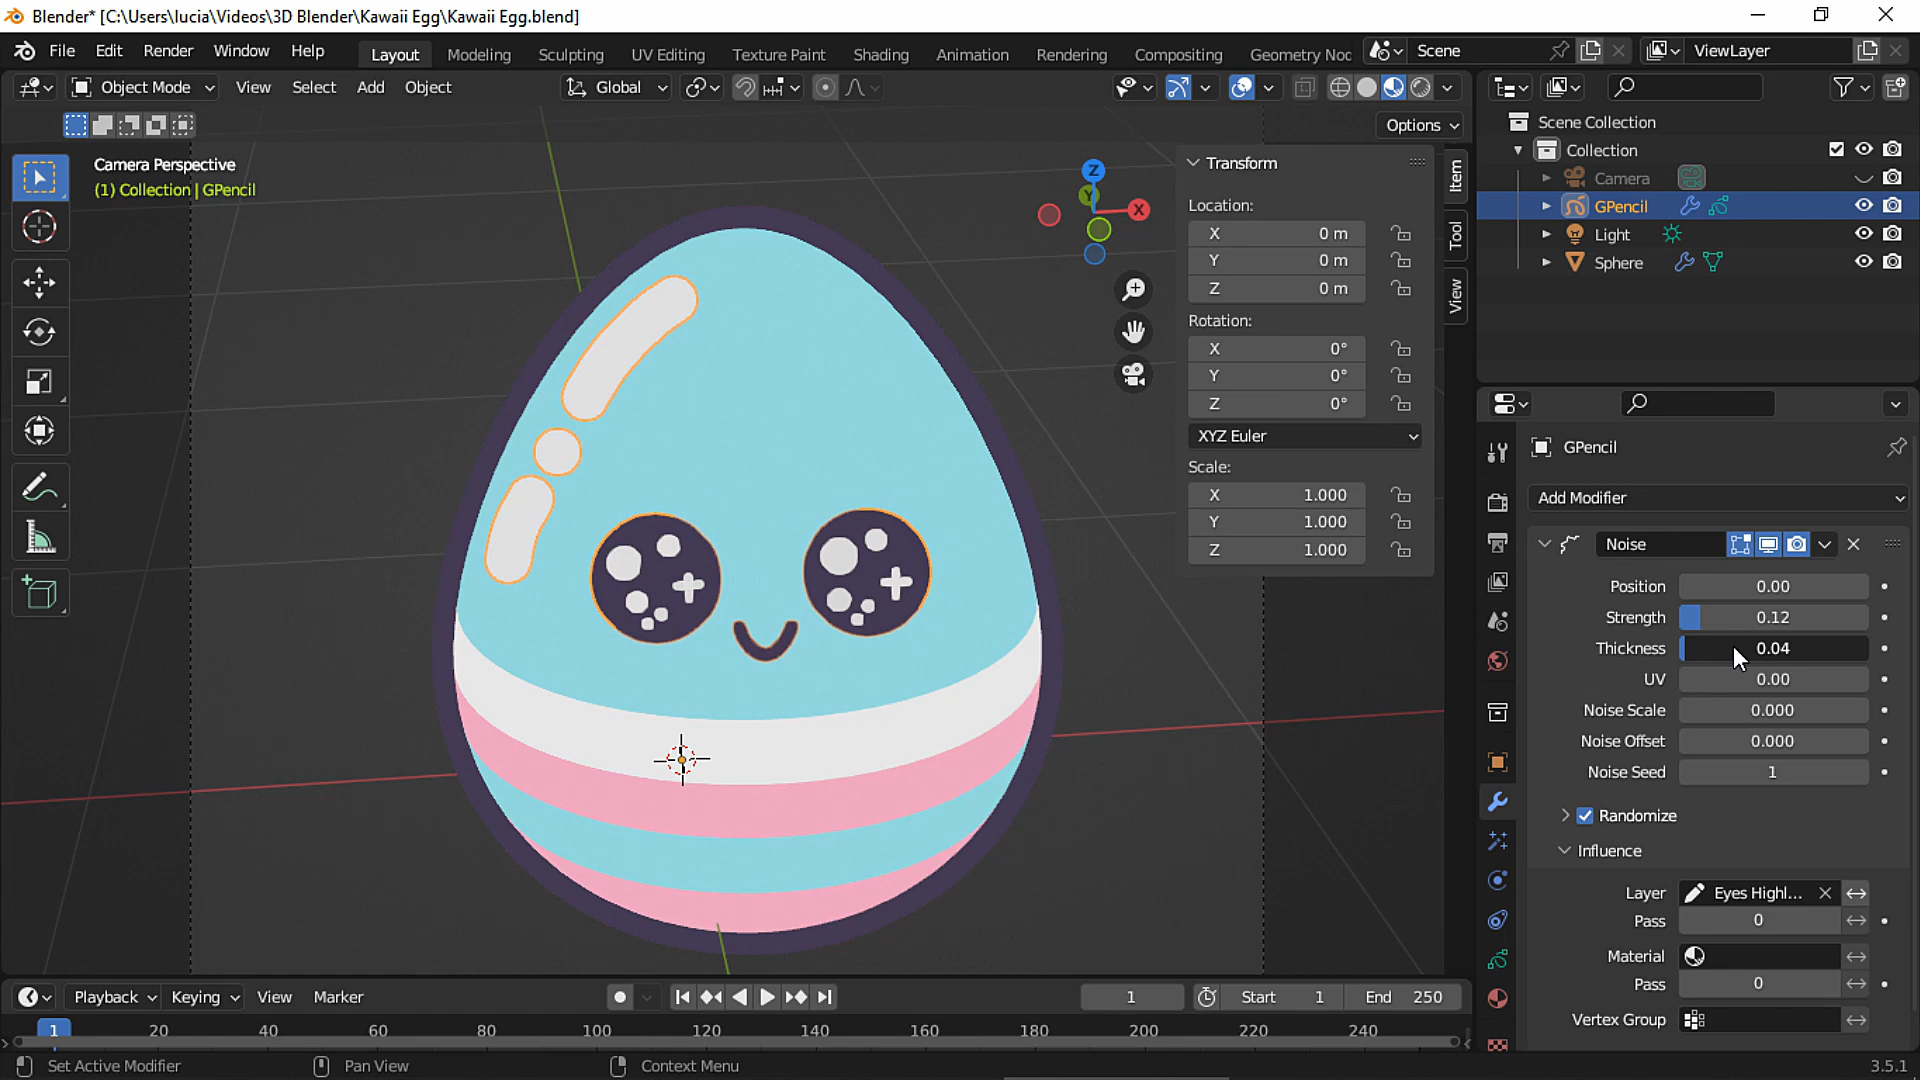 Blender* [C:\Users\lucia\Videos\3D Blender\Kawaii Egg\Kawaii Egg.blend]
File Edit Render Window Help Layout Modeling Sculpting UV Editing Texture Paint Shading Animation Rendering Compositing Geometry Noc Scene ViewLayer
Object Mode View Select Add Object Global
Options
Camera Perspective
(1) Collection | GPencil
Z
Y
X
Transform
Location:
X 0 m
Y 0 m
Z 0 m
Rotation:
X 0°
Y 0°
Z 0°
XYZ Euler
Scale:
X 1.000
Y 1.000
Z 1.000
Item
Tool
View
Scene Collection
Collection
Camera
GPencil
Light
Sphere
GPencil
Add Modifier
Noise
Position 0.00
Strength 0.12
Thickness 0.04
UV 0.00
Noise Scale 0.000
Noise Offset 0.000
Noise Seed 1
Randomize
Influence
Layer Eyes Highl...
Pass 0
Material
Pass 0
Vertex Group
Playback Keying View Marker 1 Start 1 End 250
1 20 40 60 80 100 120 140 160 180 200 220 240
Set Active Modifier Pan View Context Menu 3.5.1